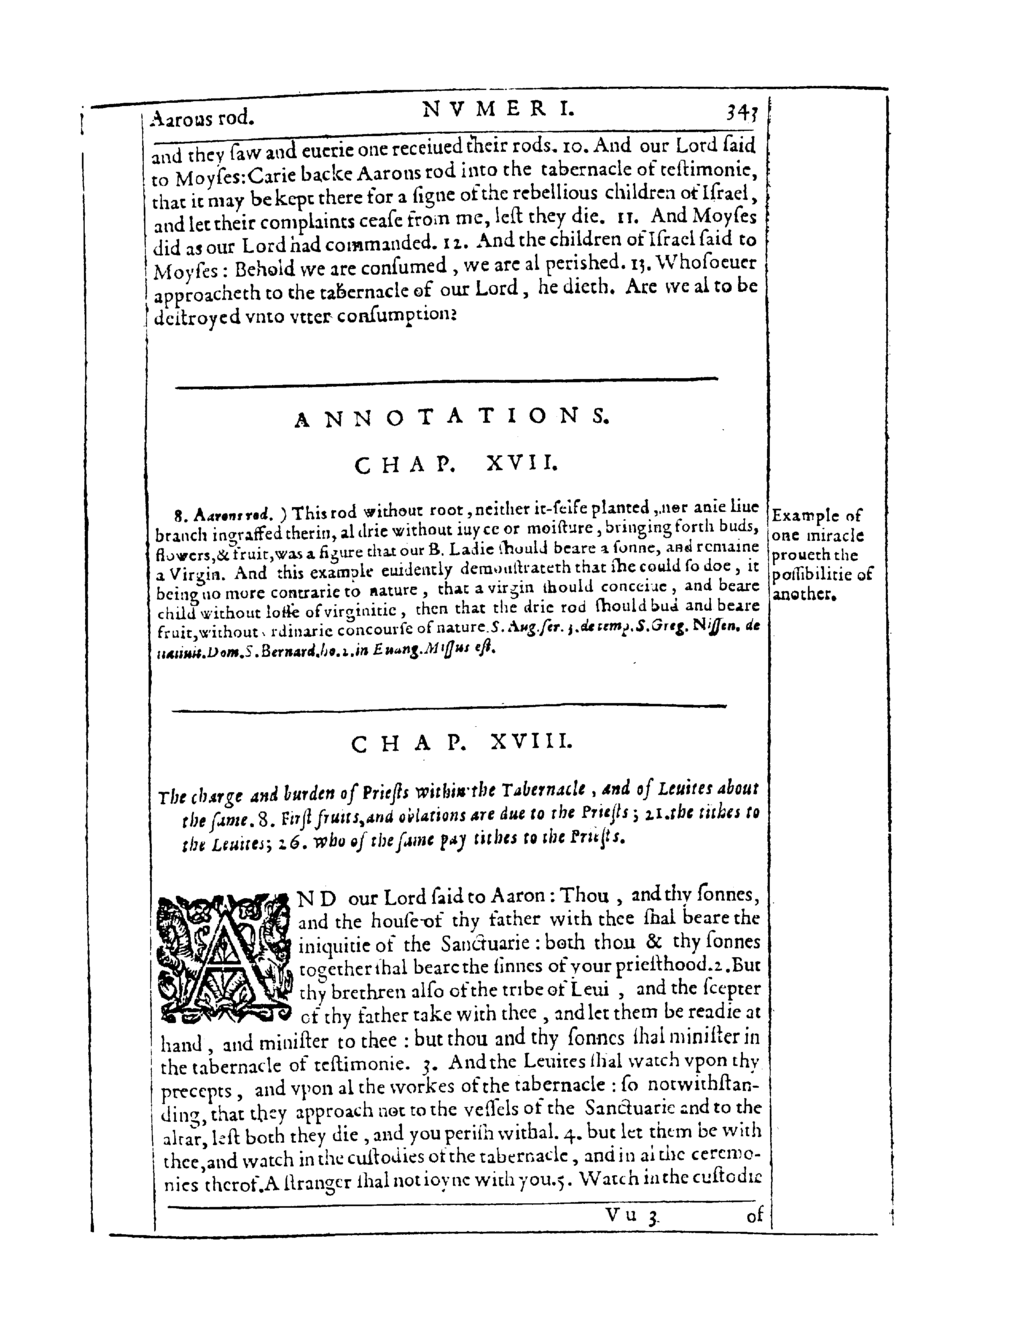 Aarons rod. NVMERI. 343
and they ſaw and euerie one receiued their rods. 10. And our Lord ſaid
to Moyſes: Carie backe Aarons rod into the tabernacle of teſtimonie,
that it may be kept there for a ſigne of the rebellious children of Iſrael,
and let their complaints ceaſe from me, leſt they die. 11. And Moyſes
did as our Lord had commanded. 12. And the children of Iſrael ſaid to
Moyſes: Behold we are conſumed, we are al periſhed. 13. Whoſoeuer
approacheth to the tabernacle of our Lord, he dieth. Are we al to be
deſtroyed vnto vtter conſumption?
ANNOTATIONS.
CHAP. XVII.
8. Aarons rod.) This rod without root, neither it-ſelfe planted, ner anie liue
branch ingraffed therin, al drie without iuyce or moiſture, bringing forth buds,
flowers, & fruit, was a figure that our B. Ladie ſhould beare a ſonne, and remaine
a Virgin. And this example euidently demonſtrateth that ſhe could ſo doe, it
being no more contrarie to nature, that a virgin ſhould conceiue, and beare
child without loſſe of virginitie, then that the drie rod ſhould bud and beare
fruit, without ordinarie concourſe of nature. S. Aug. ſer. 3. de temp. S. Greg. Niſſen. de
natiuit. Dom. S. Bernard. ho. 2. in Euang. Miſſus eſt.
Example of
one miracle
proueth the
poſſibilitie of
another.
CHAP. XVIII.
The charge and burden of Prieſts within the Tabernacle, and of Leuites about
the ſame. 8. Firſt fruits, and oblations are due to the Prieſts; 21. the tithes to
the Leuites; 26. who of the ſame pay tithes to the Prieſts.
AND our Lord ſaid to Aaron: Thou, and thy ſonnes,
and the houſe of thy father with thee ſhal beare the
iniquitie of the Sanctuarie: both thou & thy ſonnes
together ſhal beare the ſinnes of your prieſthood. 2. But
thy brethren alſo of the tribe of Leui, and the ſcepter
of thy father take with thee, and let them be readie at
hand, and miniſter to thee: but thou and thy ſonnes ſhal miniſter in
the tabernacle of teſtimonie. 3. And the Leuites ſhal watch vpon thy
precepts, and vpon al the workes of the tabernacle: ſo notwithſtan-
ding, that they approach not to the veſſels of the Sanctuarie and to the
altar, leſt both they die, and you periſh withal. 4. but let them be with
thee, and watch in the cuſtodies of the tabernacle, and in al the ceremo-
nies therof. A ſtranger ſhal not ioyne with you. 5. Watch in the cuſtodie
Vu 3. of